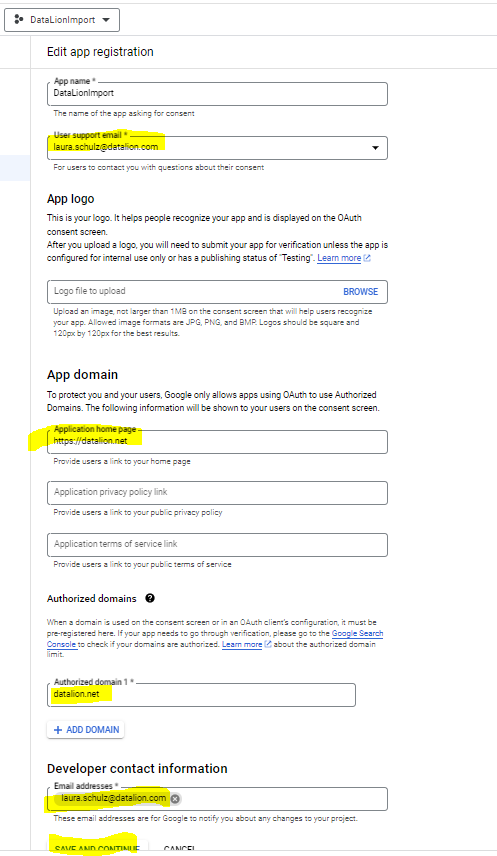 DataLionImport
Edit app registration
App name *
DataLionImport
The name of the app asking for consent
User support email *
laura.schulz@datalion.com
For users to contact you with questions about their consent
App logo
This is your logo. It helps people recognize your app and is displayed on the OAuth
consent screen.
After you upload a logo, you will need to submit your app for verification unless the app is
configured for internal use only or has a publishing status of "Testing". Learn more
Logo file to upload
BROWSE
Upload an image, not larger than 1MB on the consent screen that will help users recognize
your app. Allowed image formats are JPG, PNG, and BMP. Logos should be square and
120px by 120px for the best results.
App domain
To protect you and your users, Google only allows apps using OAuth to use Authorized
Domains. The following information will be shown to your users on the consent screen.
Application home page
https://datalion.net
Provide users a link to your home page
Application privacy policy link
Provide users a link to your public privacy policy
Application terms of service link
Provide users a link to your public terms of service
Authorized domains ?
When a domain is used on the consent screen or in an OAuth client's configuration, it must be
pre-registered here. If your app needs to go through verification, please go to the Google Search
Console to check if your domains are authorized. Learn more about the authorized domain
limit.
Authorized domain 1 *
datalion.net
+ ADD DOMAIN
Developer contact information
Email addresses *
laura.schulz@datalion.com
These email addresses are for Google to notify you about any changes to your project.
SAVE AND CONTINUE
CANCEL